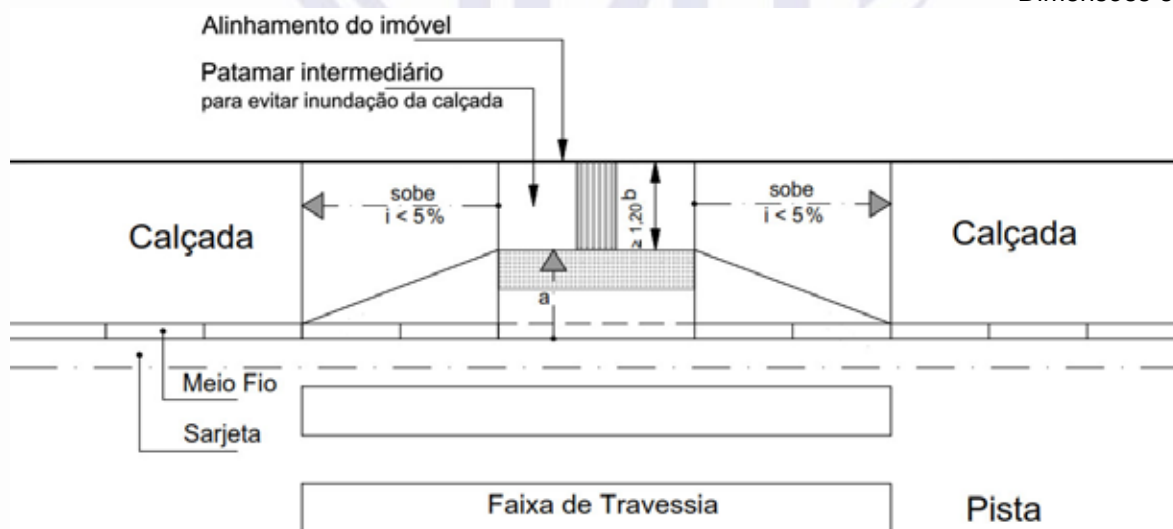 Alinhamento do imóvel
Patamar intermediário
para evitar inundação da calçada
sobe
i < 5%
sobe
i < 5%
≥ 1,20
b
Calçada
Calçada
a
Meio Fio
Sarjeta
Faixa de Travessia
Pista